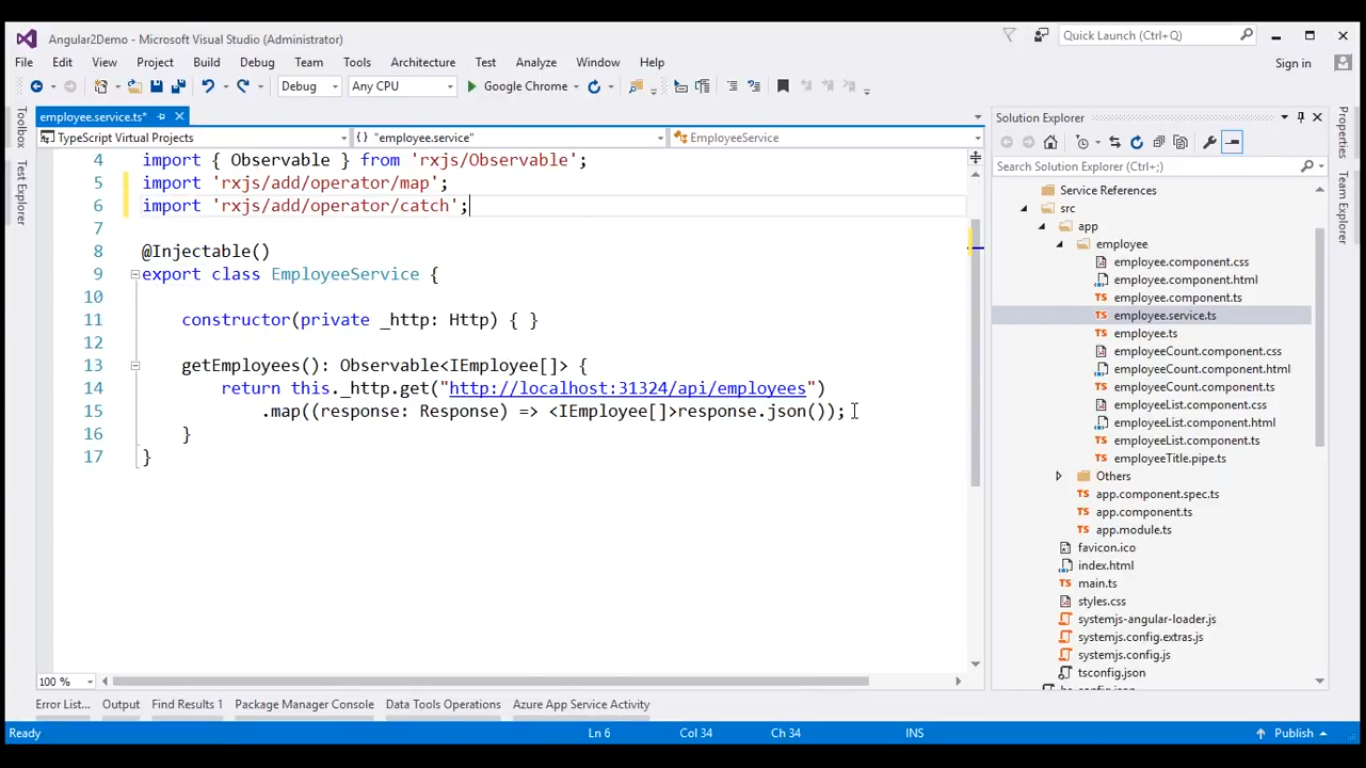 Angular2Demo - Microsoft Visual Studio (Administrator)
Quick Launch (Ctrl+Q)
File Edit View Project Build Debug Team Tools Architecture Test Analyze Window Help
Sign in
Debug Any CPU Google Chrome
Toolbox
Test Explorer
employee.service.ts*
TypeScript Virtual Projects
{} "employee.service"
EmployeeService
4 import { Observable } from 'rxjs/Observable';
5 import 'rxjs/add/operator/map';
6 import 'rxjs/add/operator/catch';
7
8 @Injectable()
9 export class EmployeeService {
10
11 constructor(private _http: Http) { }
12
13 getEmployees(): Observable<IEmployee[]> {
14 return this._http.get("http://localhost:31324/api/employees")
15 .map((response: Response) => <IEmployee[]>response.json());
16 }
17 }
100 %
Solution Explorer
Search Solution Explorer (Ctrl+;)
Service References
src
app
employee
employee.component.css
employee.component.html
TS employee.component.ts
TS employee.service.ts
TS employee.ts
employeeCount.component.css
employeeCount.component.html
TS employeeCount.component.ts
employeeList.component.css
employeeList.component.html
TS employeeList.component.ts
TS employeeTitle.pipe.ts
Others
TS app.component.spec.ts
TS app.component.ts
TS app.module.ts
favicon.ico
index.html
TS main.ts
styles.css
systemjs-angular-loader.js
systemjs.config.extras.js
systemjs.config.js
tsconfig.json
Properties
Team Explorer
Error List... Output Find Results 1 Package Manager Console Data Tools Operations Azure App Service Activity
Ready Ln 6 Col 34 Ch 34 INS Publish